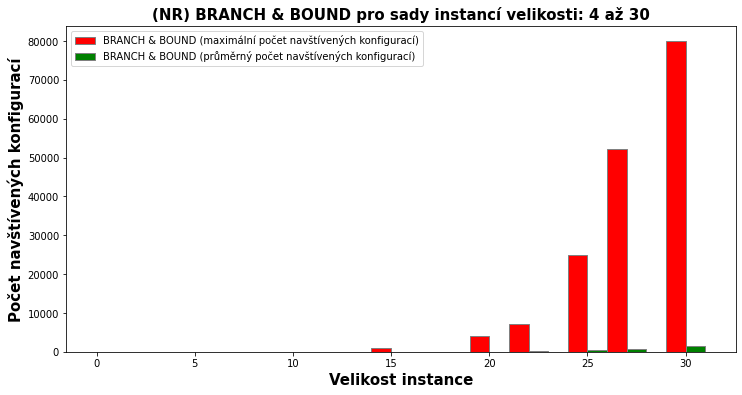 (NR) BRANCH & BOUND pro sady instancí velikosti: 4 až 30
BRANCH & BOUND (maximální počet navštívených konfigurací)
BRANCH & BOUND (průměrný počet navštívených konfigurací)
Počet navštívených konfigurací
80000
70000
60000
50000
40000
30000
20000
10000
0
0 5 10 15 20 25 30
Velikost instance